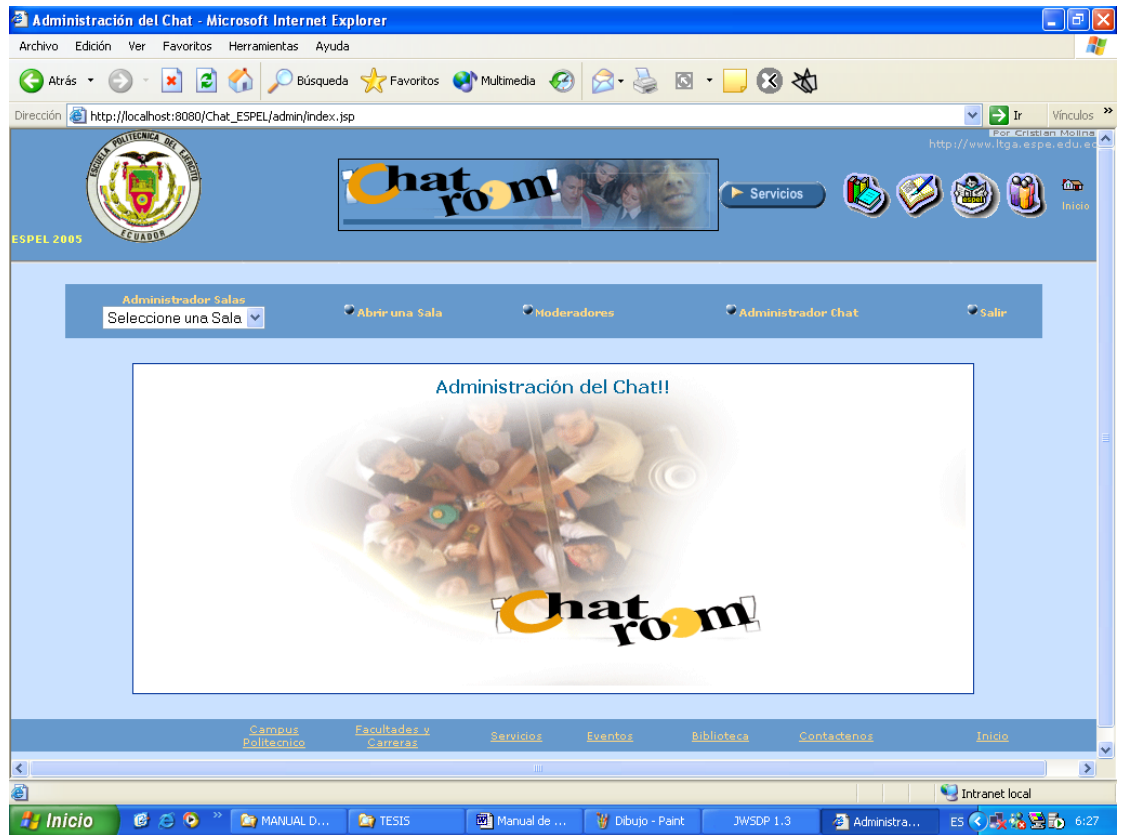 Administración del Chat - Microsoft Internet Explorer
Archivo Edición Ver Favoritos Herramientas Ayuda
Atrás Búsqueda Favoritos Multimedia
Dirección http://localhost:8080/Chat_ESPEL/admin/index.jsp Ir Vínculos »
Por Cristian Molina
http://www.ltga.espe.edu.ec
ESCUELA POLITECNICA DEL EJERCITO
ECUADOR
ESPEL 2005
Chat room
Servicios
espel
Inicio
Administrador Salas
Seleccione una Sala
Abrir una Sala
Moderadores
Administrador Chat
Salir
Administración del Chat!!
Chat room
Campus Politecnico
Facultades y Carreras
Servicios
Eventos
Biblioteca
Contactenos
Inicio
Intranet local
Inicio » MANUAL D... TESIS Manual de ... Dibujo - Paint JWSDP 1.3 Administra... ES 6:27